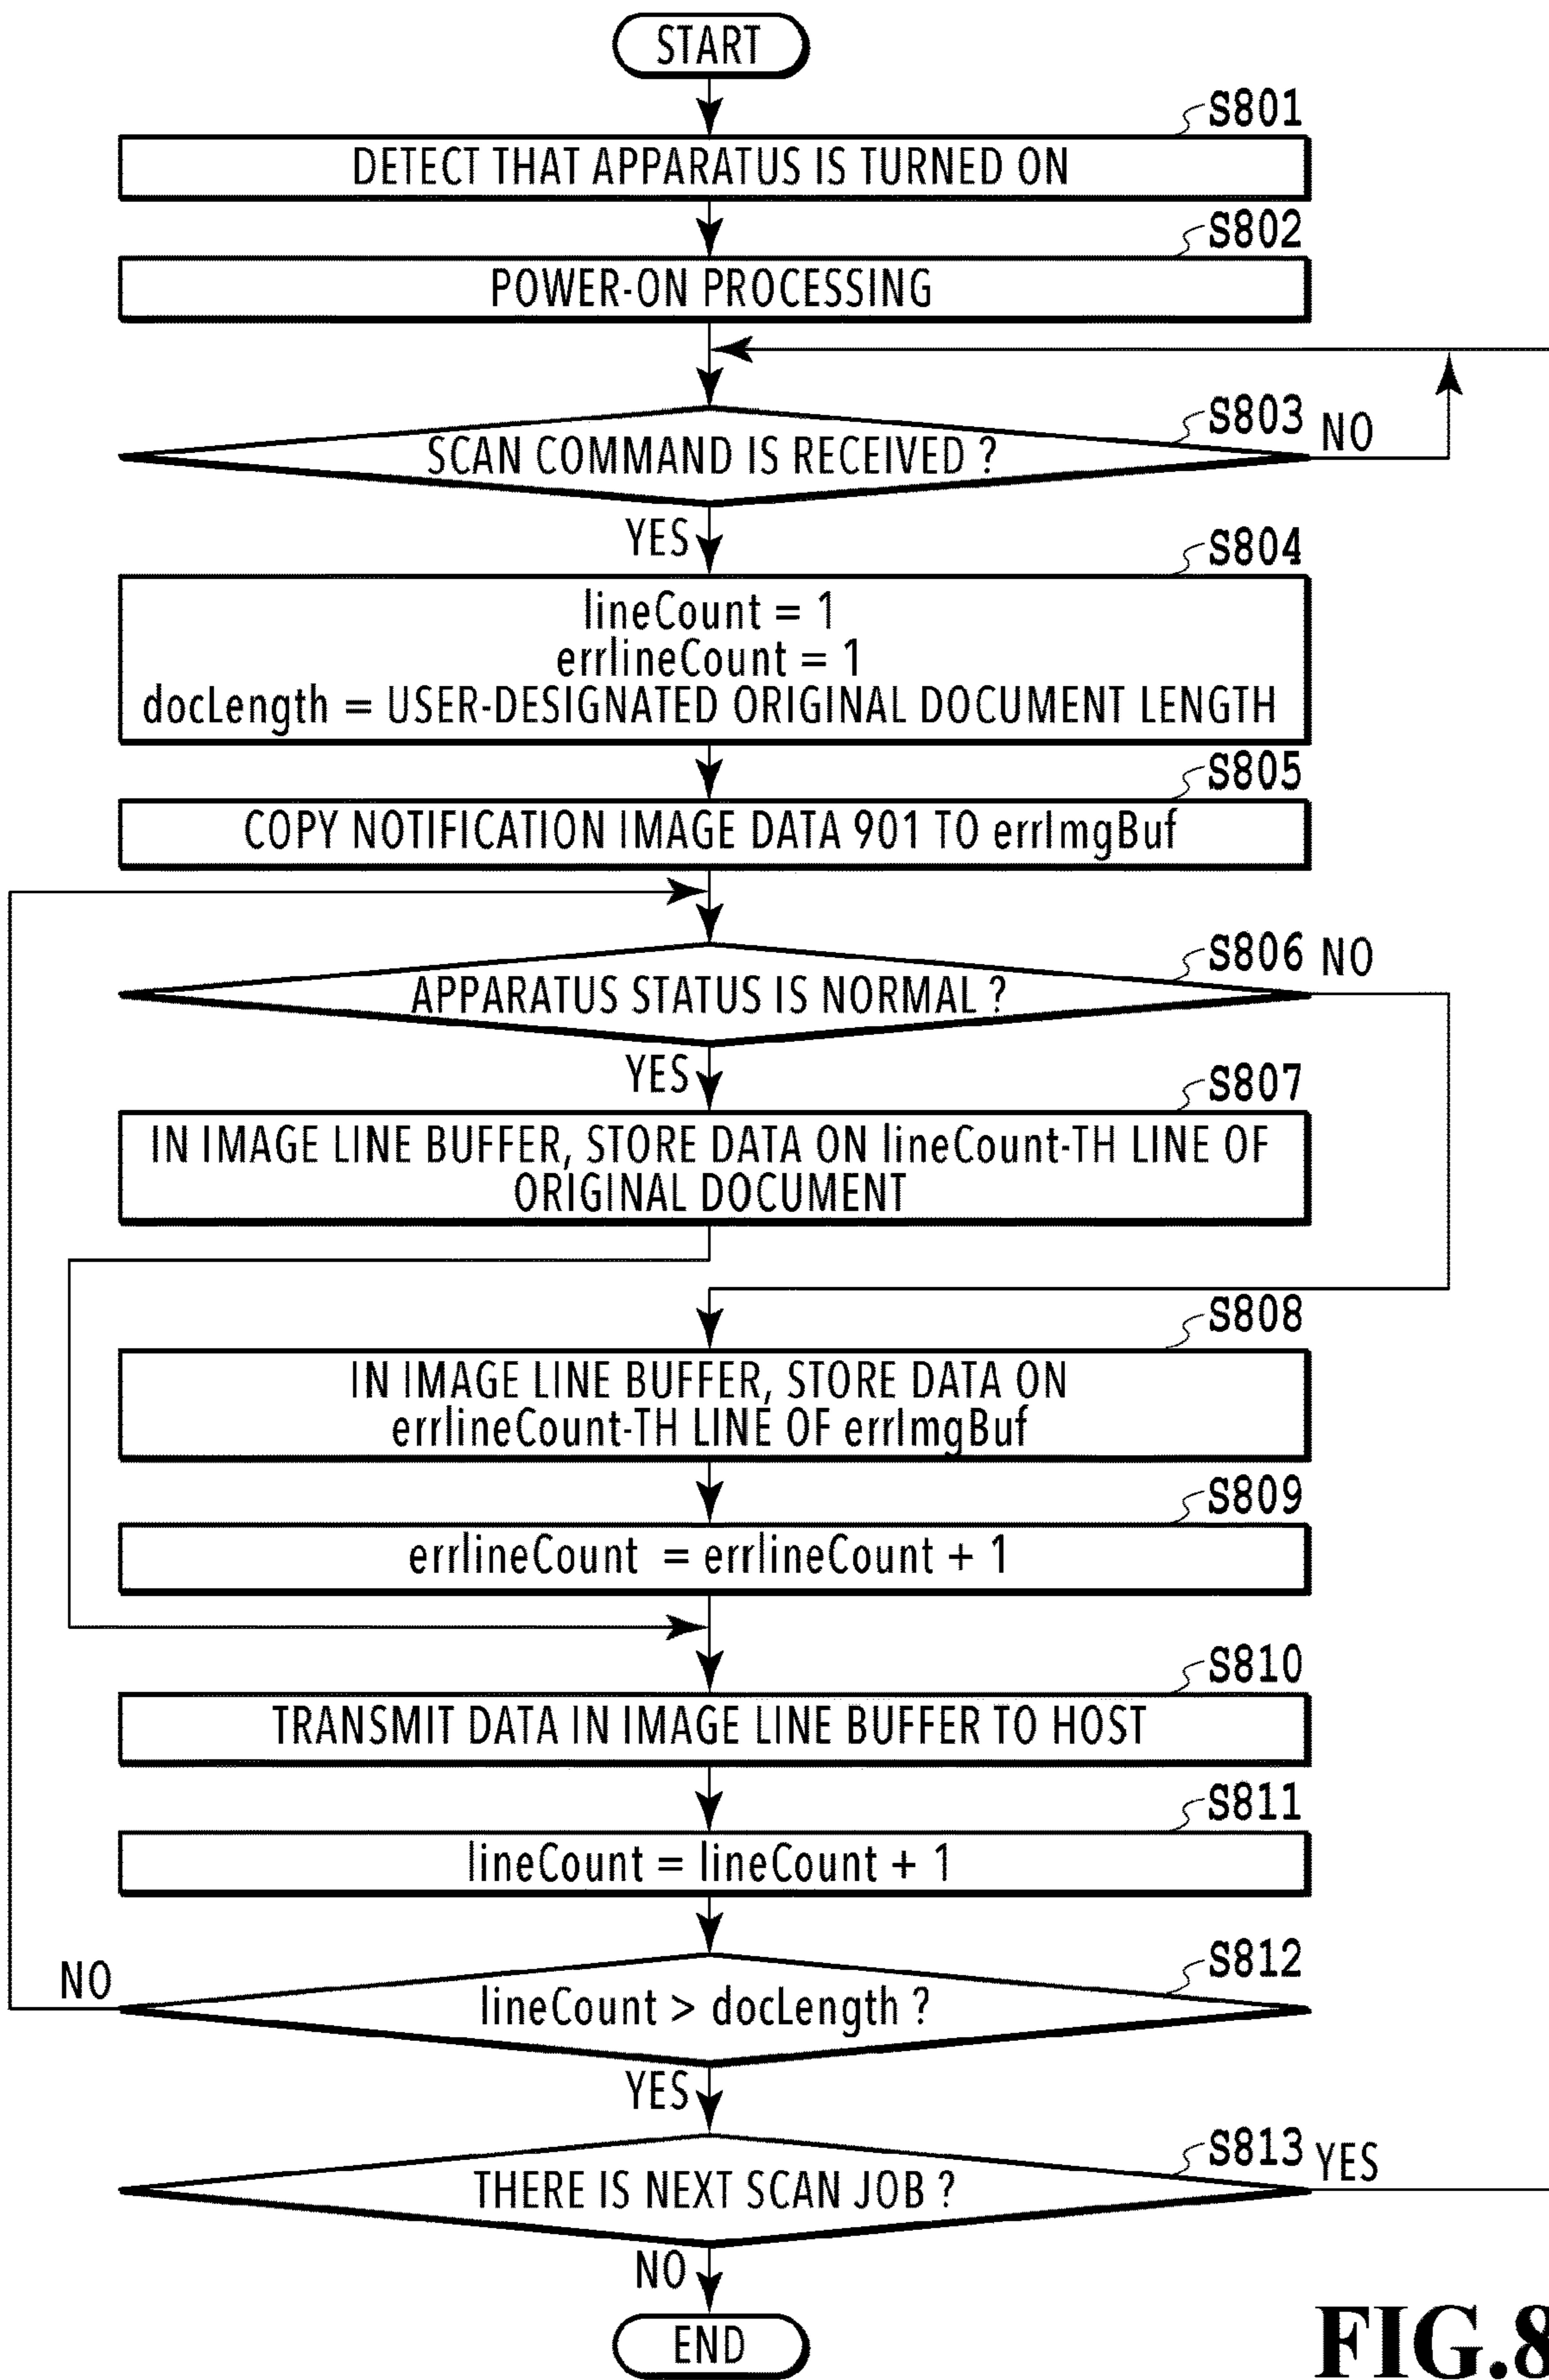 START
S801
DETECT THAT APPARATUS IS TURNED ON
S802
POWER-ON PROCESSING
S803
NO
SCAN COMMAND IS RECEIVED ?
YES
S804
lineCount = 1
errlineCount = 1
docLength = USER-DESIGNATED ORIGINAL DOCUMENT LENGTH
S805
COPY NOTIFICATION IMAGE DATA 901 TO errImgBuf
S806
NO
APPARATUS STATUS IS NORMAL ?
YES
S807
IN IMAGE LINE BUFFER, STORE DATA ON lineCount-TH LINE OF
ORIGINAL DOCUMENT
S808
IN IMAGE LINE BUFFER, STORE DATA ON
errlineCount-TH LINE OF errImgBuf
S809
errlineCount = errlineCount + 1
S810
TRANSMIT DATA IN IMAGE LINE BUFFER TO HOST
S811
lineCount = lineCount + 1
S812
NO
lineCount > docLength ?
YES
S813
YES
THERE IS NEXT SCAN JOB ?
NO
END
FIG.8